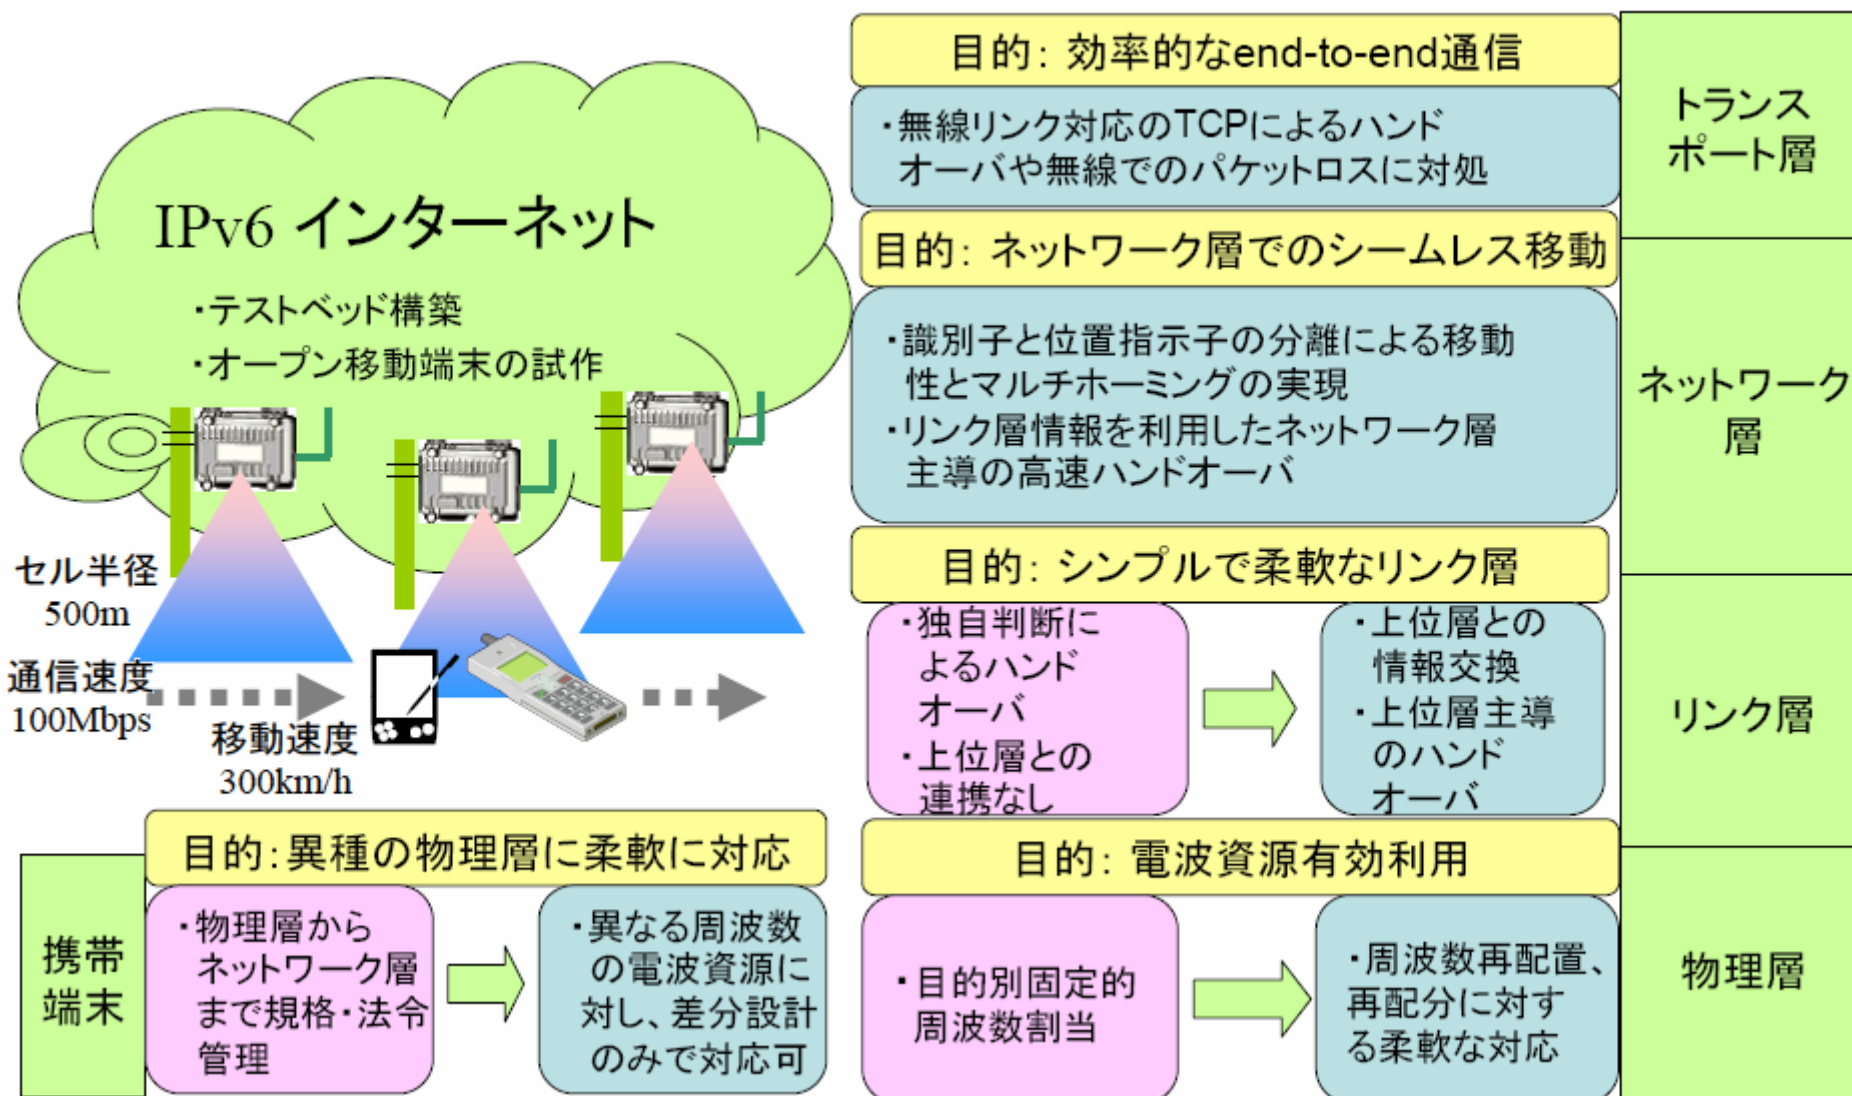 IPv6 インターネット
・テストベッド構築
・オープン移動端末の試作
セル半径
500m
通信速度
100Mbps
移動速度
300km/h
目的： 効率的なend-to-end通信
・無線リンク対応のTCPによるハンド
オーバや無線でのパケットロスに対処
トランス
ポート層
目的： ネットワーク層でのシームレス移動
・識別子と位置指示子の分離による移動
性とマルチホーミングの実現
・リンク層情報を利用したネットワーク層
主導の高速ハンドオーバ
ネットワーク
層
目的： シンプルで柔軟なリンク層
・独自判断に
よるハンド
オーバ
・上位層との
連携なし
・上位層との
情報交換
・上位層主導
のハンド
オーバ
リンク層
目的：異種の物理層に柔軟に対応
携帯
端末
・物理層から
ネットワーク層
まで規格・法令
管理
・異なる周波数
の電波資源に
対し、差分設計
のみで対応可
目的： 電波資源有効利用
・目的別固定的
周波数割当
・周波数再配置、
再配分に対す
る柔軟な対応
物理層